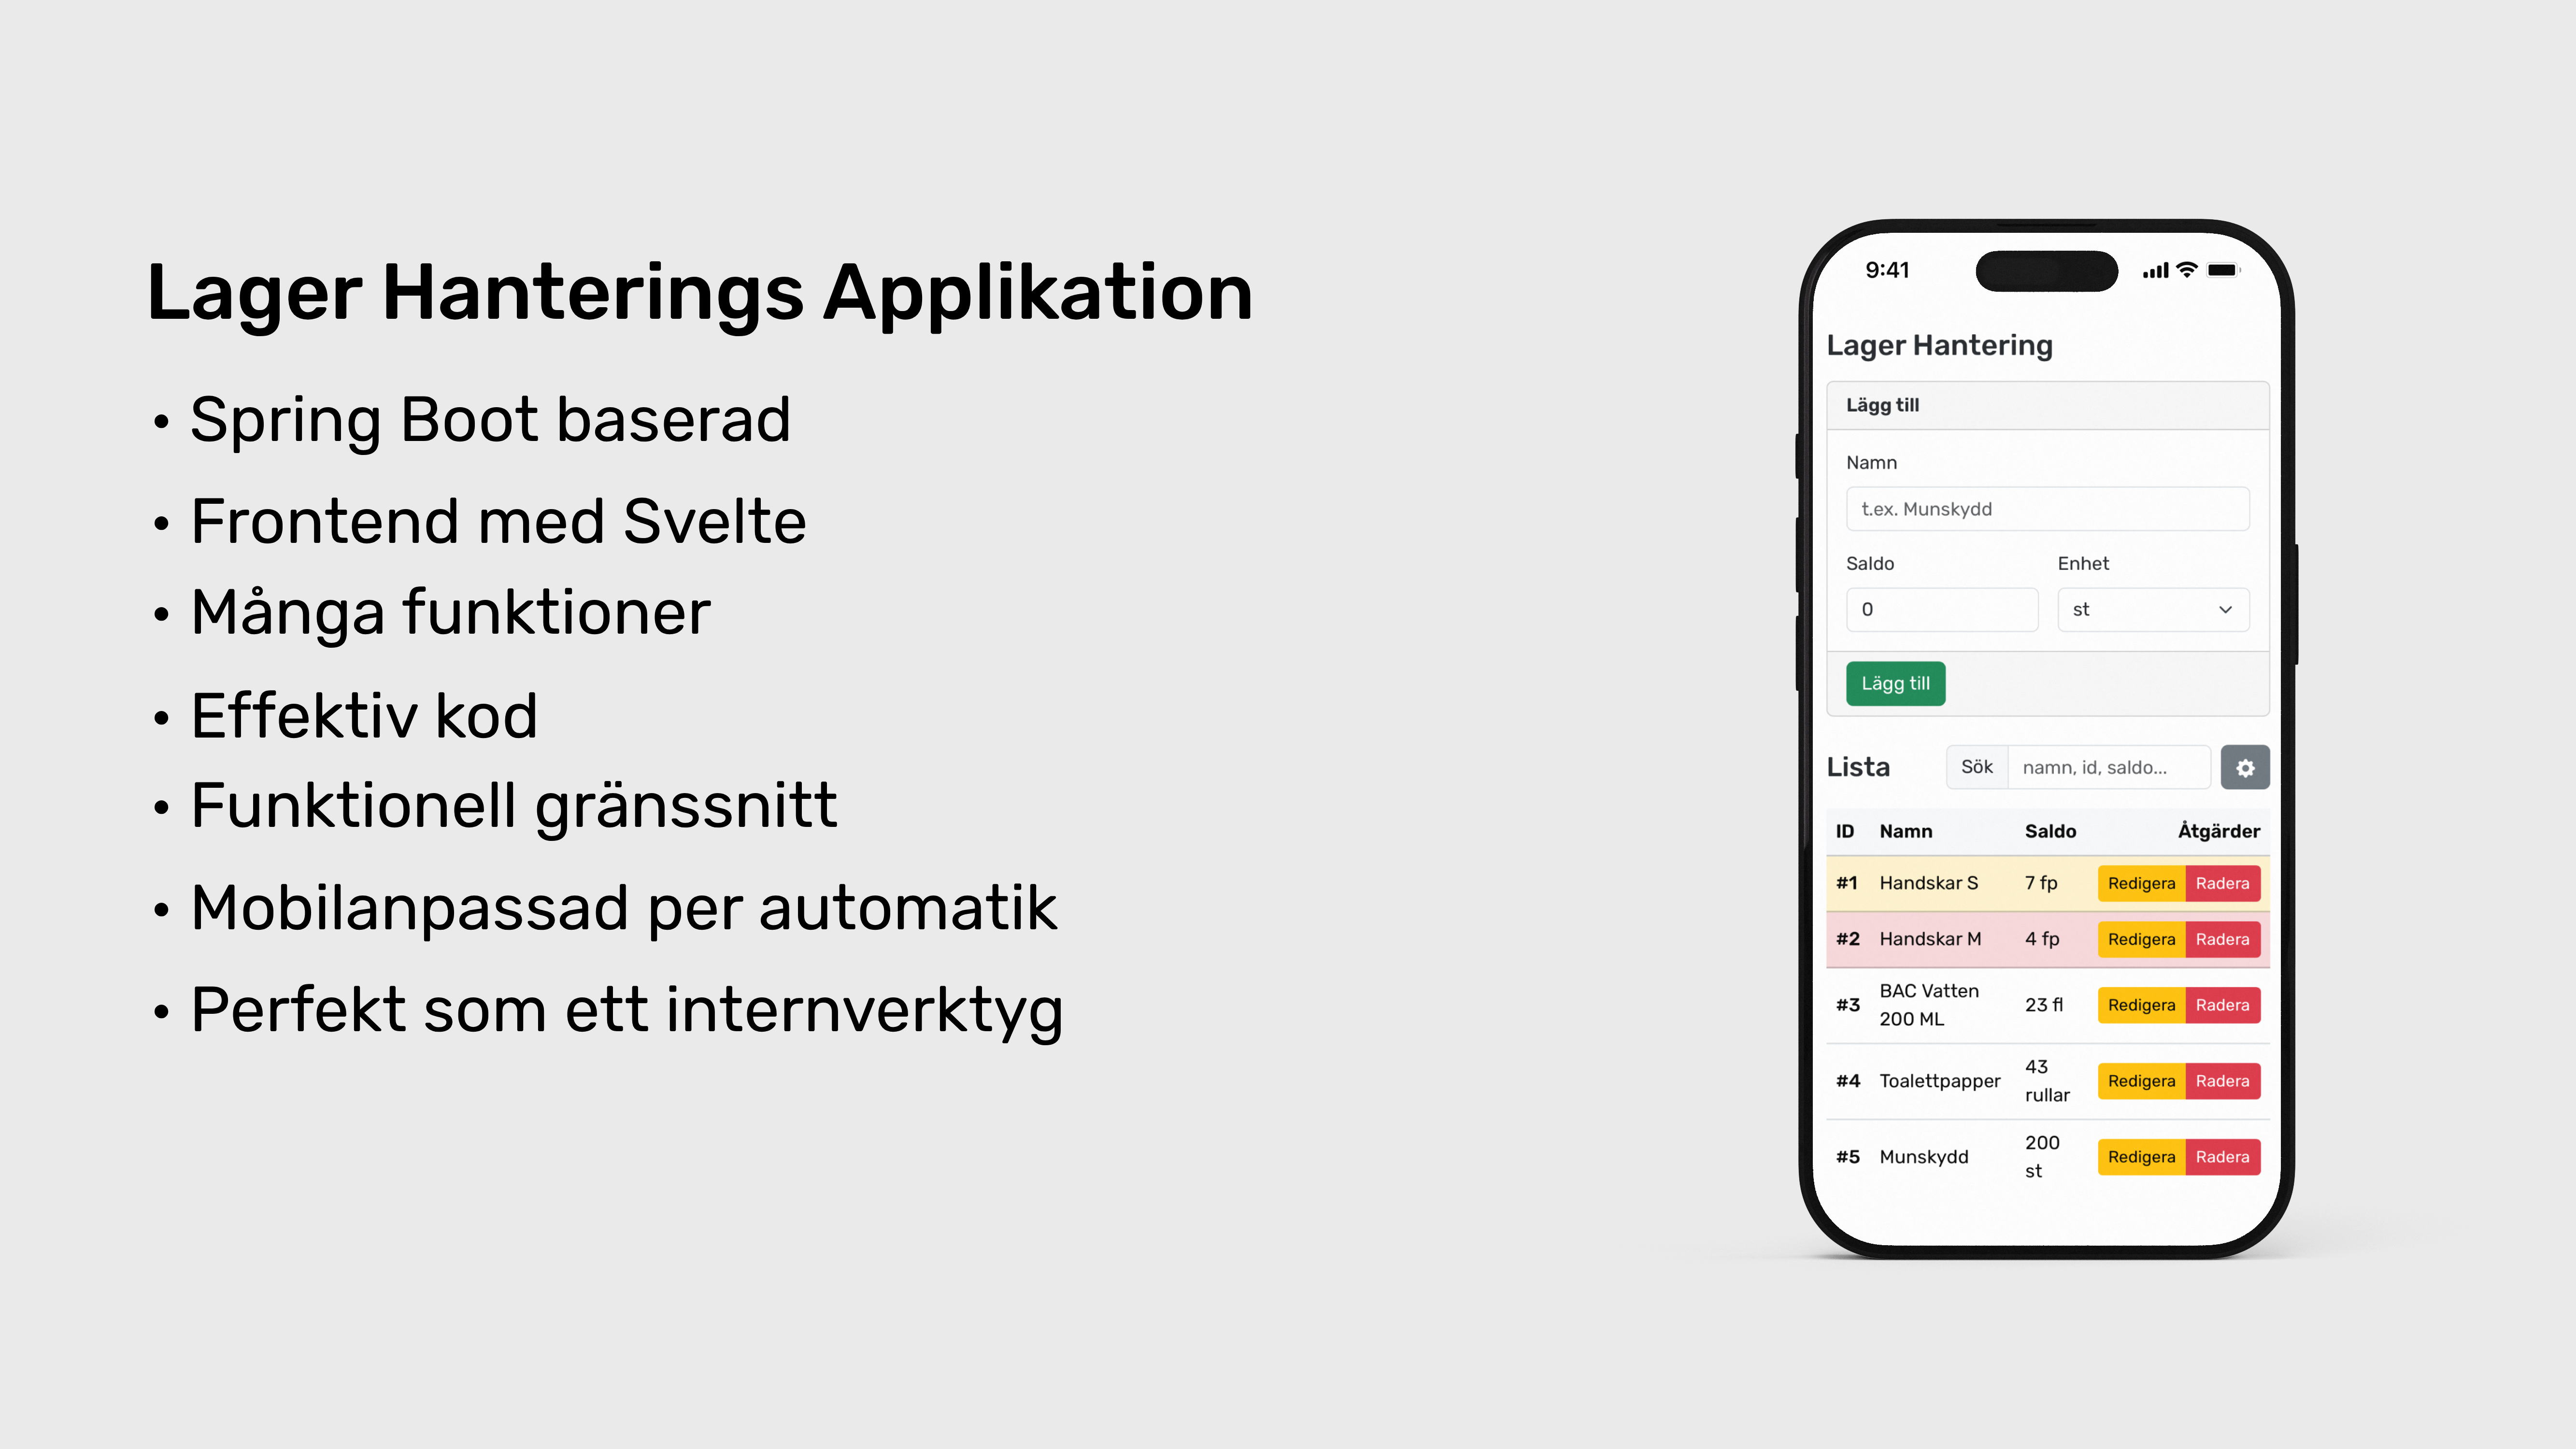 Lager Hanterings Applikation
• Spring Boot baserad
• Frontend med Svelte
• Många funktioner
• Effektiv kod
• Funktionell gränssnitt
• Mobilanpassad per automatik
• Perfekt som ett internverktyg
9:41
Lager Hantering
Lägg till
Namn
t.ex. Munskydd
Saldo Enhet
0 st
Lägg till
Lista Sök namn, id, saldo...
ID Namn Saldo Åtgärder
#1 Handskar S 7 fp Redigera Radera
#2 Handskar M 4 fp Redigera Radera
#3 BAC Vatten
200 ML 23 fl Redigera Radera
#4 Toalettpapper 43
rullar Redigera Radera
#5 Munskydd 200
st Redigera Radera